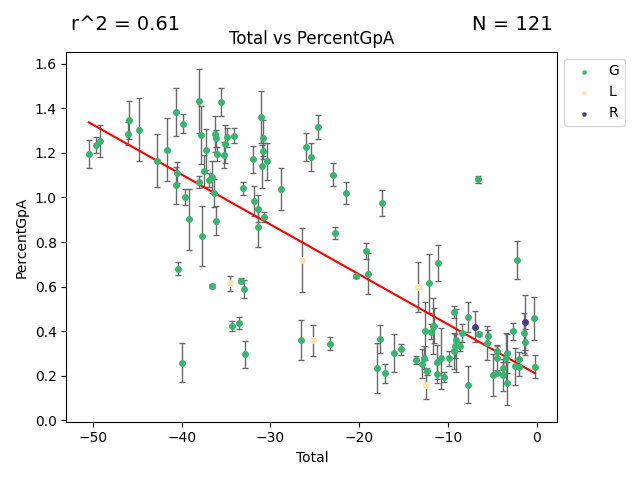 r^2 = 0.61 N = 121
Total vs PercentGpA
1.6
1.4
1.2
1.0
0.8
0.6
0.4
0.2
0.0
PercentGpA
−50 −40 −30 −20 −10 0
Total
G
L
R